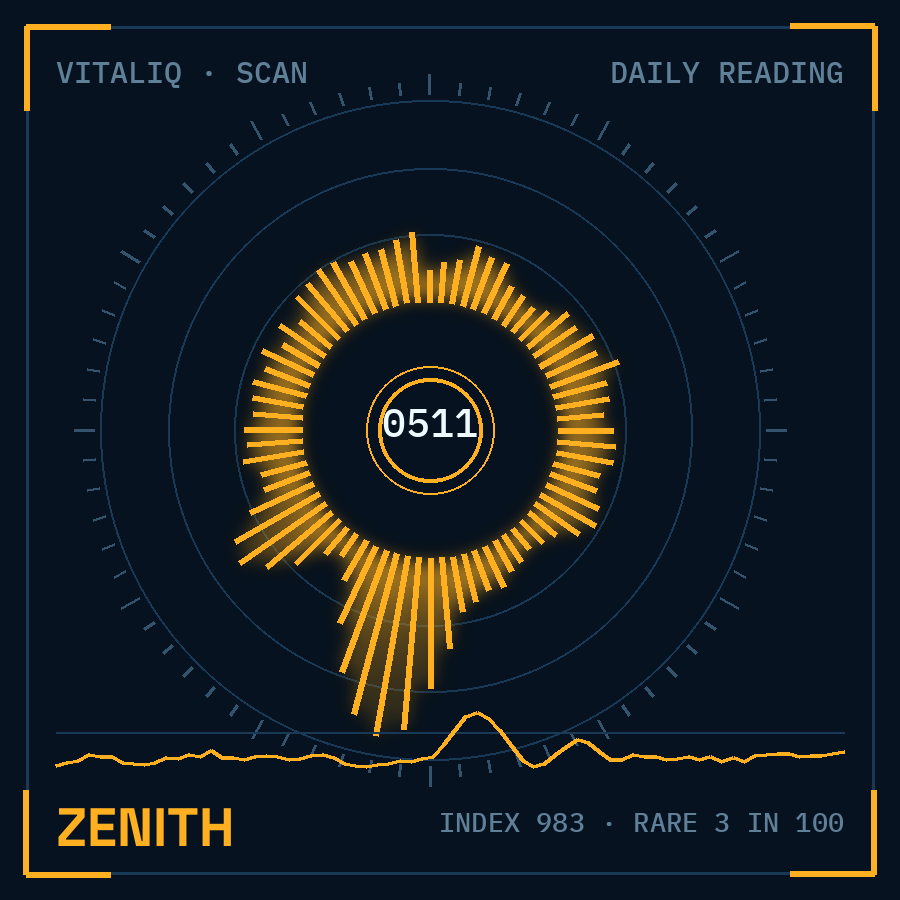 VITALIQ · SCAN
DAILY READING
0511
ZENITH
INDEX 983 · RARE 3 IN 100